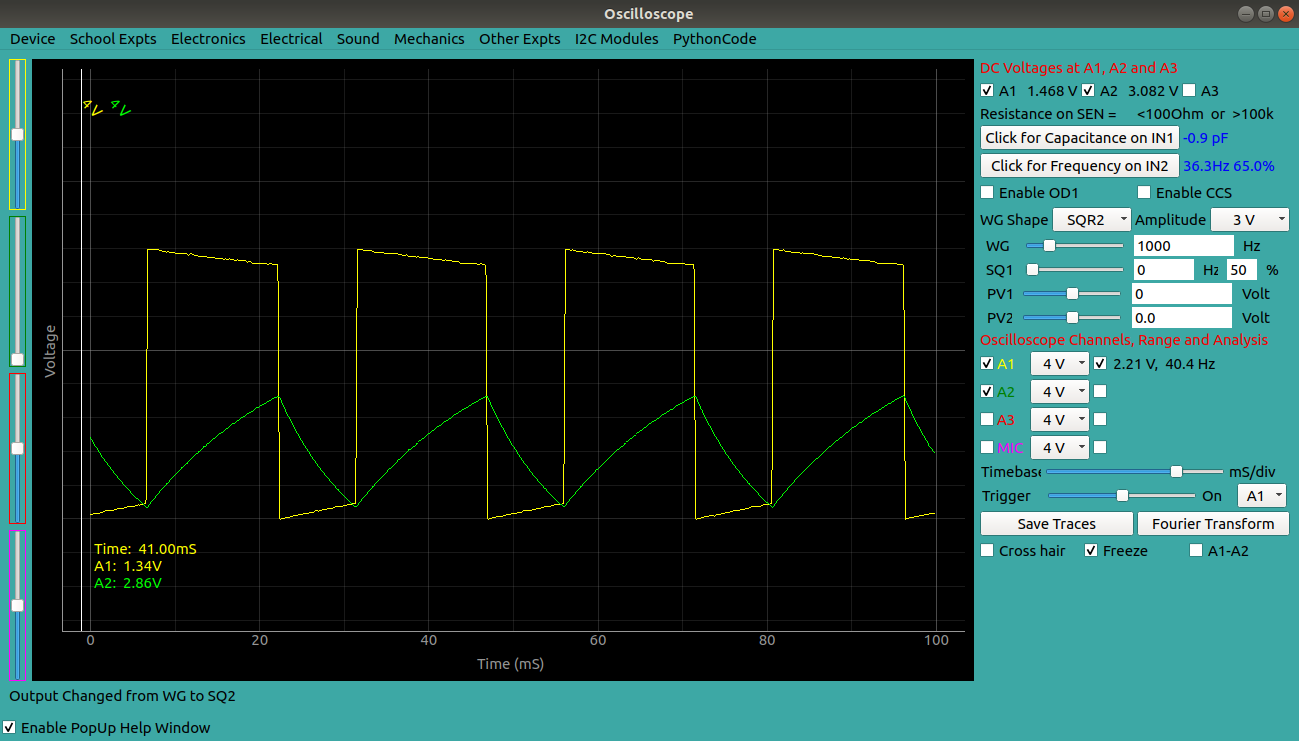 Oscilloscope
Device School Expts Electronics Electrical Sound Mechanics Other Expts I2C Modules PythonCode
4V 4V
Voltage
Time: 41.00mS
A1: 1.34V
A2: 2.86V
0 20 40 60 80 100
Time (mS)
DC Voltages at A1, A2 and A3
A1 1.468 V A2 3.082 V A3
Resistance on SEN = <100Ohm or >100k
Click for Capacitance on IN1 -0.9 pF
Click for Frequency on IN2 36.3Hz 65.0%
Enable OD1 Enable CCS
WG Shape SQR2 Amplitude 3 V
WG 1000 Hz
SQ1 0 Hz 50 %
PV1 0 Volt
PV2 0.0 Volt
Oscilloscope Channels, Range and Analysis
A1 4 V 2.21 V, 40.4 Hz
A2 4 V
A3 4 V
MIC 4 V
Timebase mS/div
Trigger On A1
Save Traces Fourier Transform
Cross hair Freeze A1-A2
Output Changed from WG to SQ2
Enable PopUp Help Window